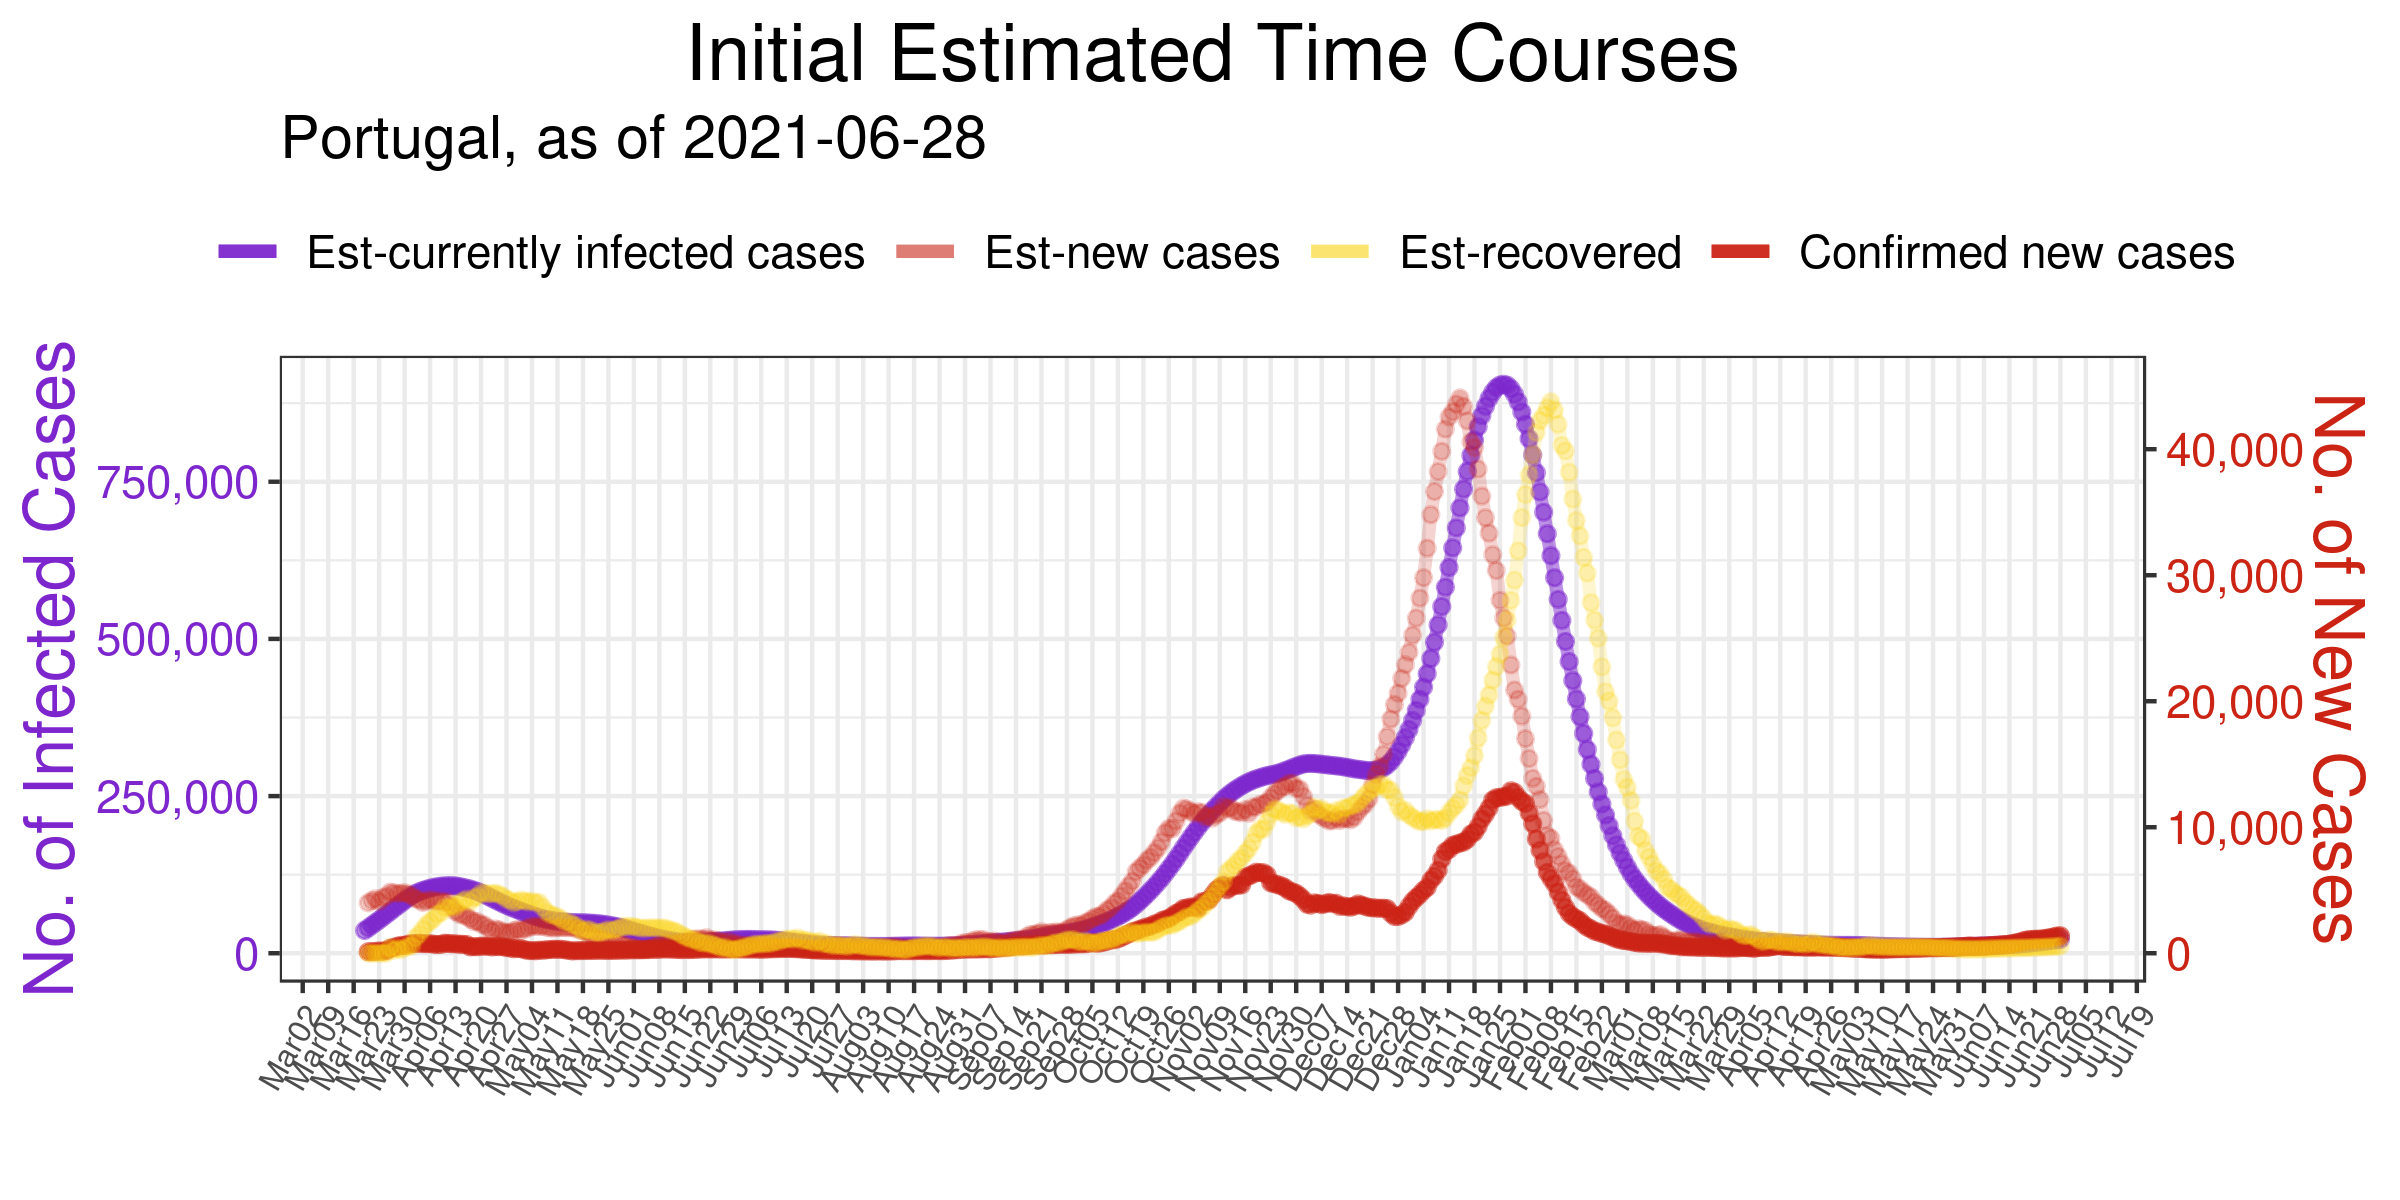 Initial Estimated Time Courses
Portugal, as of 2021-06-28
Est-currently infected cases
Est-new cases
Est-recovered
Confirmed new cases
No. of Infected Cases
750,000
500,000
250,000
0
40,000
30,000
20,000
10,000
0
No. of New Cases
Mar02
Mar09
Mar16
Mar23
Mar30
Apr06
Apr13
Apr20
Apr27
May04
May11
May18
May25
Jun01
Jun08
Jun15
Jun22
Jun29
Jul06
Jul13
Jul20
Jul27
Aug03
Aug10
Aug17
Aug24
Aug31
Sep07
Sep14
Sep21
Sep28
Oct05
Oct12
Oct19
Oct26
Nov02
Nov09
Nov16
Nov23
Nov30
Dec07
Dec14
Dec21
Dec28
Jan04
Jan11
Jan18
Jan25
Feb01
Feb08
Feb15
Feb22
Mar01
Mar08
Mar15
Mar22
Mar29
Apr05
Apr12
Apr19
Apr26
May03
May10
May17
May24
May31
Jun07
Jun14
Jun21
Jun28
Jul05
Jul12
Jul19